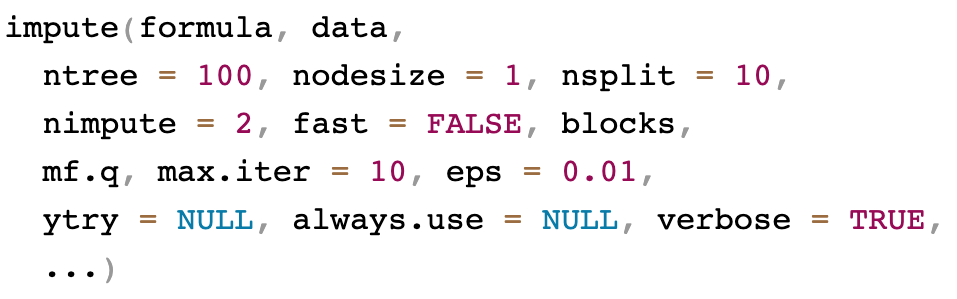 impute(formula, data,
  ntree = 100, nodesize = 1, nsplit = 10,
  nimpute = 2, fast = FALSE, blocks,
  mf.q, max.iter = 10, eps = 0.01,
  ytry = NULL, always.use = NULL, verbose = TRUE,
  ...)